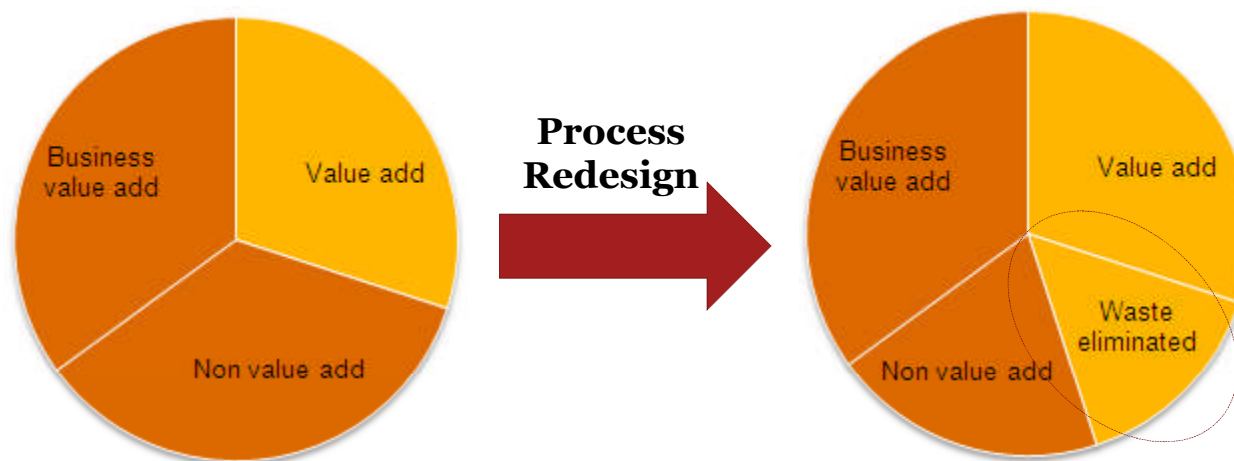 Business
value add
Value add
Non value add
Process
Redesign
Business
value add
Value add
Waste
eliminated
Non value add